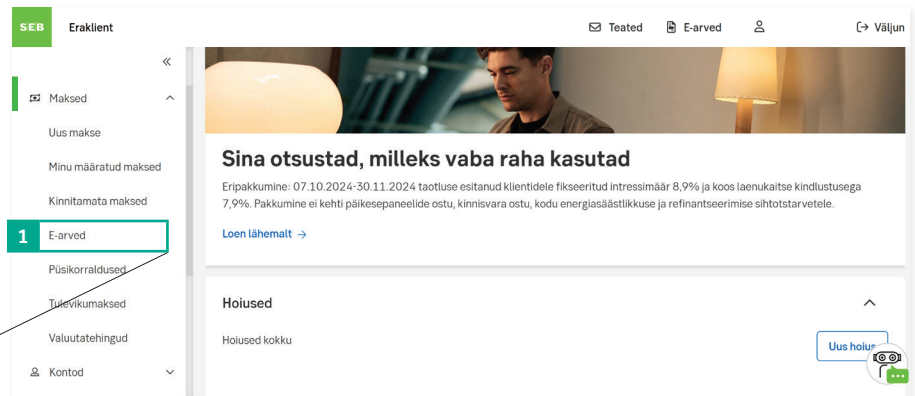 SEB Eraklient Teated E-arved Väljun
Maksed
Uus makse
Minu määratud maksed
Kinnitamata maksed
1 E-arved
Püsikorraldused
Tulevikumaksed
Valuutatehingud
Kontod
Sina otsustad, milleks vaba raha kasutad
Eripakkumine: 07.10.2024-30.11.2024 taotluse esitanud klientidele fikseeritud intressimäär 8,9% ja koos laenukaitse kindlustusega
7,9%. Pakkumine ei kehti päikesepaneelide ostu, kinnisvara ostu, kodu energiasäästlikkuse ja refinantseerimise sihtotstarvetele.
Loen lähemalt →
Hoiused
Hoiused kokku
Uus hoius